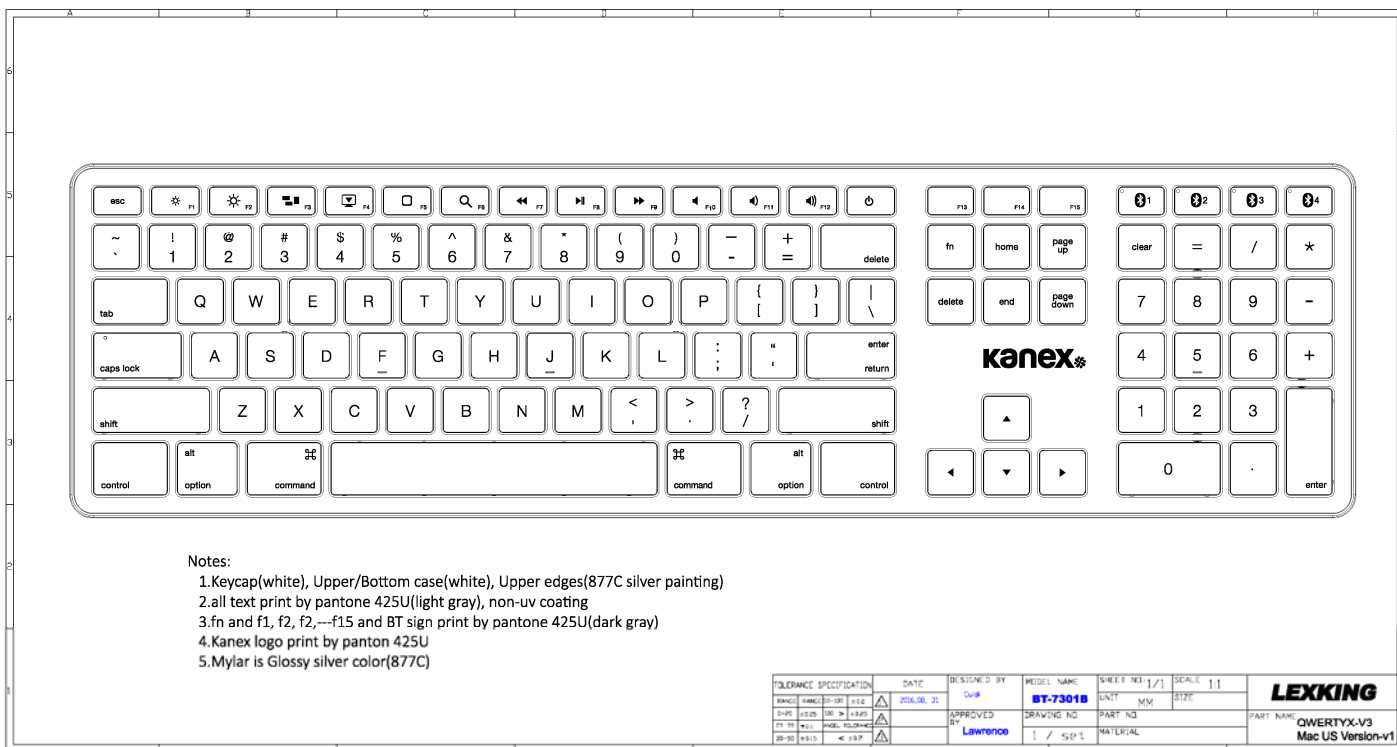 A B C D E F G H
6
5
4
3
2
1
esc F1 F2 F3 F4 F5 F6 F7 F8 F9 F10 F11 F12 F13 F14 F15 1 2 3 4
~ ! @ # $ % ^ & * ( ) — +
` 1 2 3 4 5 6 7 8 9 0 - = delete fn home page up clear = / *
tab Q W E R T Y U I O P { [ } ] | \ delete end page down 7 8 9 -
caps lock A S D F G H J K L : ; “ ‘ enter return kanex 4 5 6 +
shift Z X C V B N M < , > . ? / shift 1 2 3
control alt option ⌘ command ⌘ command alt option control 0 . enter
Notes:
1.Keycap(white), Upper/Bottom case(white), Upper edges(877C silver painting)
2.all text print by pantone 425U(light gray), non-uv coating
3.fn and f1, f2, f2,---f15 and BT sign print by pantone 425U(dark gray)
4.Kanex logo print by panton 425U
5.Mylar is Glossy silver color(877C)
TOLERANCE SPECIFICATION DATE DESIGNED BY MODEL NAME SHEET NO. 1/1 SCALE 1:1
2016,08, 31 BT-7301B UNIT MM SIZE LEXKING
APPROVED BY Lawrence DRAWING NO. 1 / set PART NO. MATERIAL
PART NAME QWERTYX-V3
Mac US Version-v1